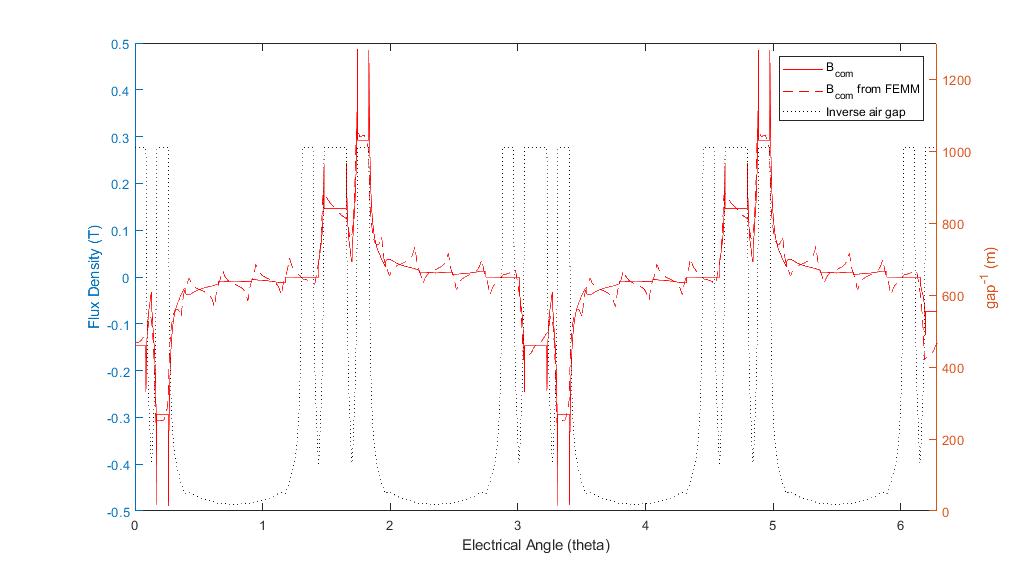 0.5
0.4
0.3
0.2
0.1
0
-0.1
-0.2
-0.3
-0.4
-0.5
Flux Density (T)
0 1 2 3 4 5 6
Electrical Angle (theta)
1200
1000
800
600
400
200
0
gap-1 (m)
Bcom
Bcom from FEMM
Inverse air gap